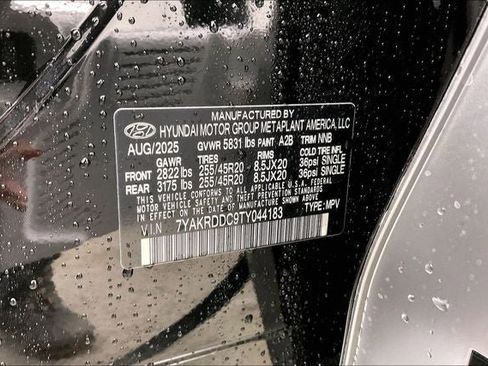 MANUFACTURED BY
HYUNDAI MOTOR GROUP METAPLANT AMERICA, LLC
AUG/2025 GVWR 5831 lbs PAINT A2B TRIM NNB
GAWR TIRES RIMS COLD TIRE INFL.
FRONT 2822 lbs 255/45R20 8.5JX20 36psi SINGLE
REAR 3175 lbs 255/45R20 8.5JX20 36psi SINGLE
THIS VEHICLE CONFORMS TO ALL APPLICABLE U.S.A. FEDERAL
MOTOR VEHICLE SAFETY AND THEFT PREVENTION STANDARDS
IN EFFECT ON THE DATE OF MANUFACTURE SHOWN ABOVE.
VIN 7YAKRDDC9TY044183 TYPE: MPV